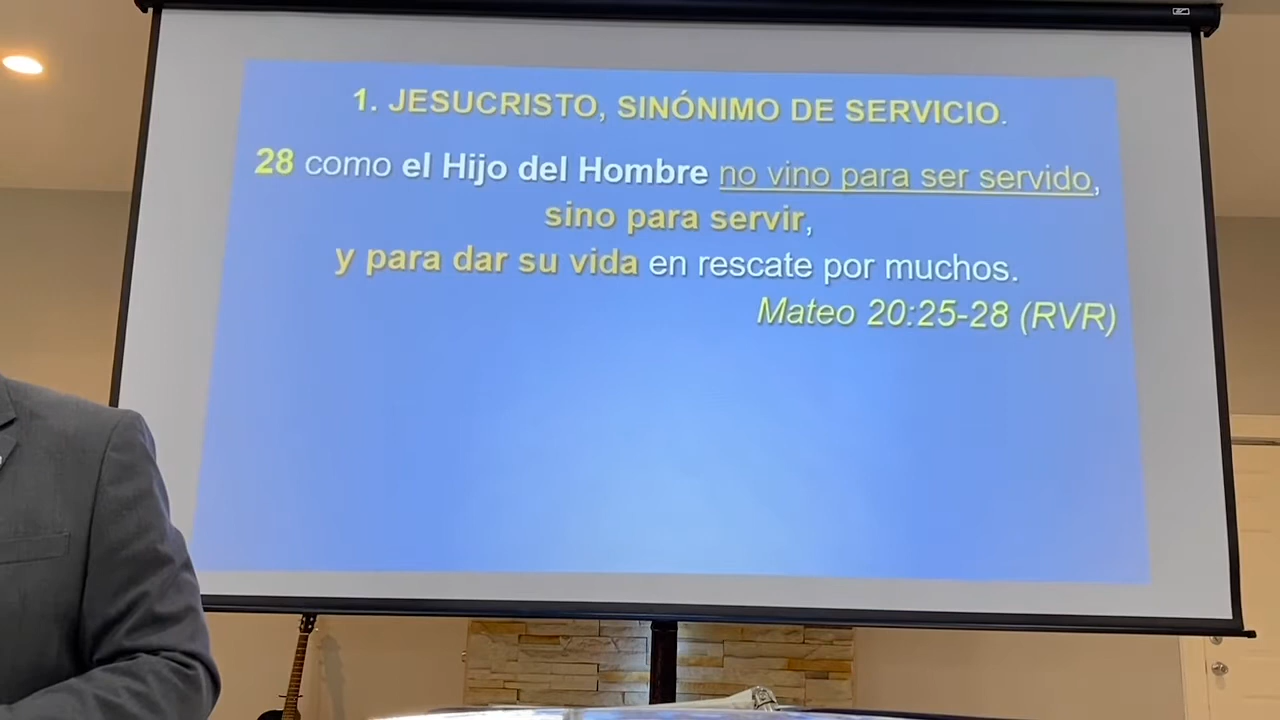 1. JESUCRISTO, SINÓNIMO DE SERVICIO.
28 como el Hijo del Hombre no vino para ser servido,
sino para servir,
y para dar su vida en rescate por muchos.
Mateo 20:25-28 (RVR)